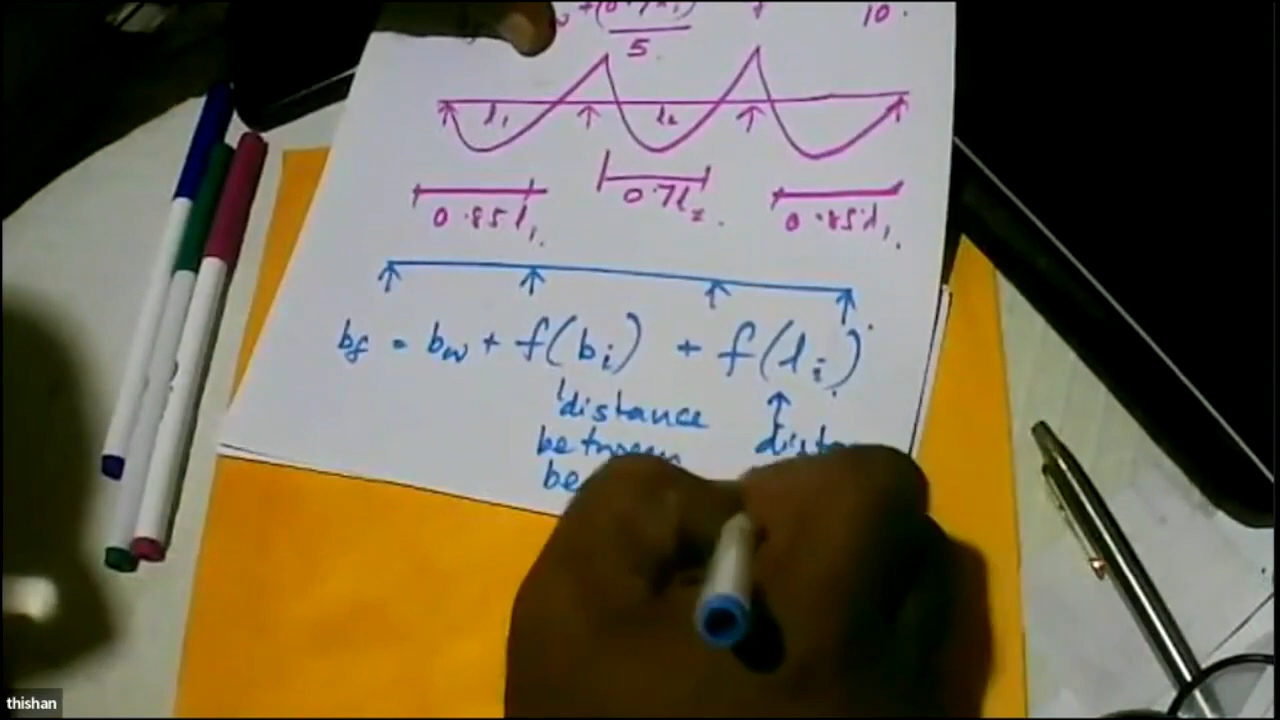 5
10.
l₁ l₂
0.85l₁. 0.7l₂. 0.85l₁.
bf = bw + f(bi) + f(li)
distance
between
thishan